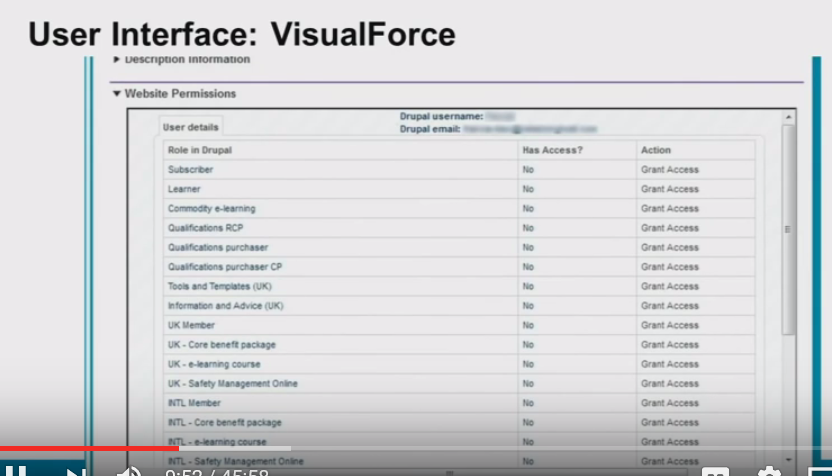 User Interface: VisualForce
Description Information
Website Permissions
Drupal username:
User details
Drupal email:
Role in Drupal Has Access? Action
Subscriber No Grant Access
Learner No Grant Access
Commodity e-learning No Grant Access
Qualifications RCP No Grant Access
Qualifications purchaser No Grant Access
Qualifications purchaser CP No Grant Access
Tools and Templates (UK) No Grant Access
Information and Advice (UK) No Grant Access
UK Member No Grant Access
UK - Core benefit package No Grant Access
UK - e-learning course No Grant Access
UK - Safety Management Online No Grant Access
INTL Member No Grant Access
INTL - Core benefit package No Grant Access
INTL - e-learning course No Grant Access
INTL - Safety Management Online No Grant Access